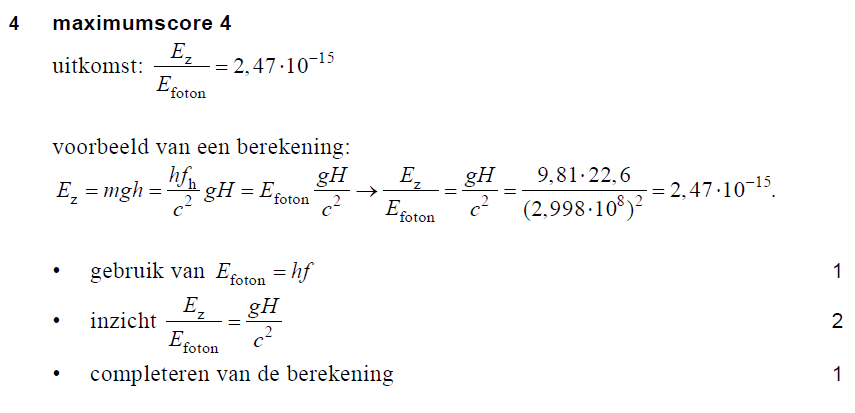 4 maximumscore 4
uitkomst: E_z / E_foton = 2,47·10^−15
voorbeeld van een berekening:
E_z = mgh = (hf_h / c^2) gH = E_foton (gH / c^2) → E_z / E_foton = gH / c^2 = (9,81·22,6) / (2,998·10^8)^2 = 2,47·10^−15.
• gebruik van E_foton = hf 1
• inzicht E_z / E_foton = gH / c^2 2
• completeren van de berekening 1